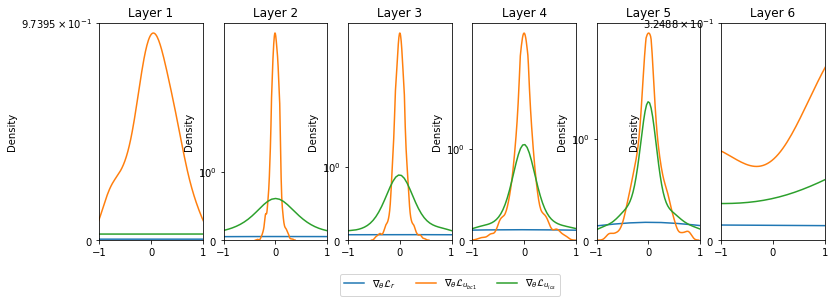 Layer 1
Layer 2
Layer 3
Layer 4
Layer 5
Layer 6
9.7395 × 10⁻¹
3.2488 × 10⁻¹
Density
Density
Density
Density
Density
Density
10⁰
10⁰
10⁰
10⁰
0
0
0
0
0
0
−1 0 1
−1 0 1
−1 0 1
−1 0 1
−1 0 1
−1 0 1
∇θℒr ∇θℒu_bc1 ∇θℒu_ics